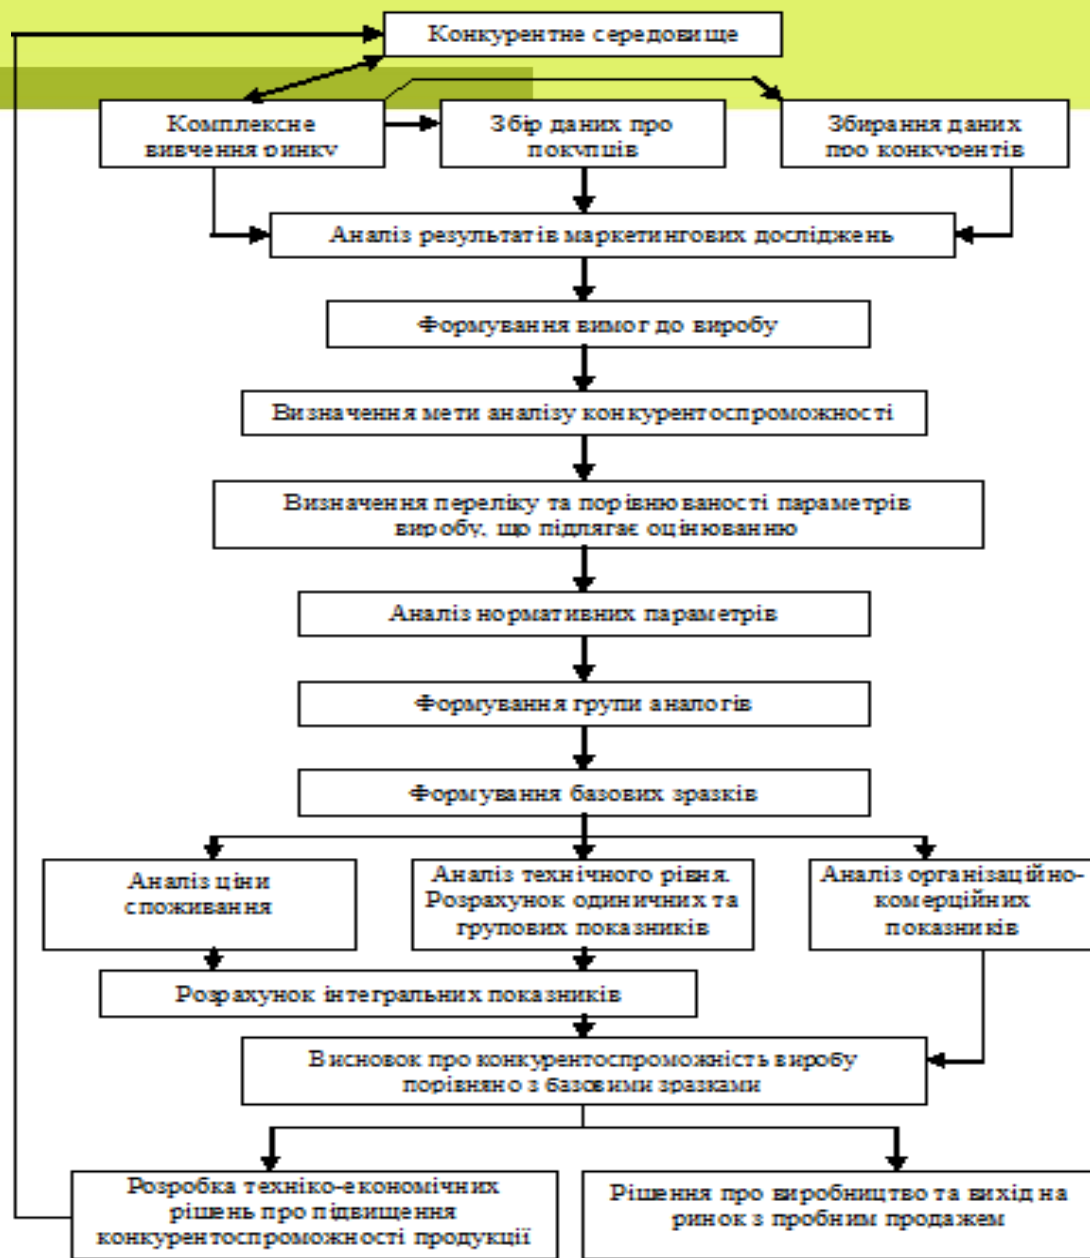 Конкурентне середовище
Комплексне
вивчення ринку
Збір даних про
покупців
Збирання даних
про конкурентів
Аналіз результатів маркетингових досліджень
Формування вимог до виробу
Визначення мети аналізу конкурентоспроможності
Визначення переліку та порівнюваності параметрів
виробу, що підлягає оцінюванню
Аналіз нормативних параметрів
Формування групи аналогів
Формування базових зразків
Аналіз ціни
споживання
Аналіз технічного рівня.
Розрахунок одиничних та
групових показників
Аналіз організаційно-
комерційних
показників
Розрахунок інтегральних показників
Висновок про конкурентоспроможність виробу
порівняно з базовими зразками
Розробка техніко-економічних
рішень про підвищення
конкурентоспроможності продукції
Рішення про виробництво та вихід на
ринок з пробним продажем